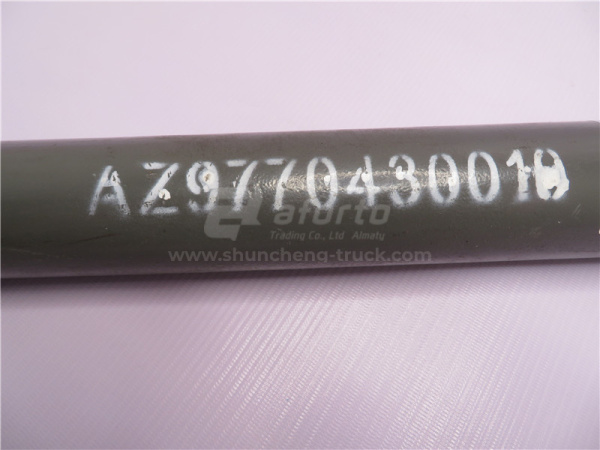 AZ9770430010
aforto
Trading Co., Ltd Almaty
www.shuncheng-truck.com